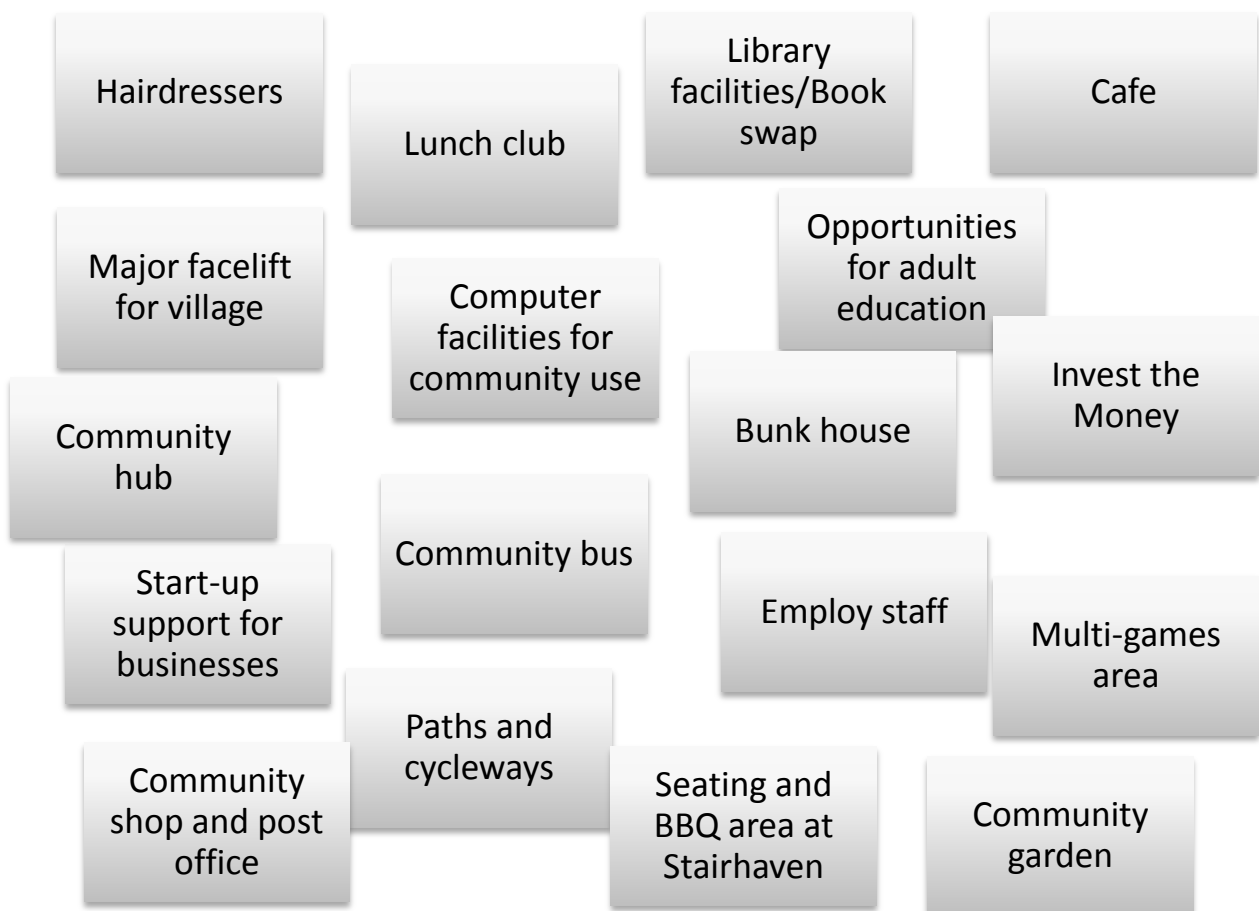 Hairdressers
Lunch club
Library
facilities/Book
swap
Cafe
Major facelift
for village
Computer
facilities for
community use
Opportunities
for adult
education
Invest the
Money
Community
hub
Bunk house
Community bus
Start-up
support for
businesses
Employ staff
Multi-games
area
Paths and
cycleways
Community
shop and post
office
Seating and
BBQ area at
Stairhaven
Community
garden